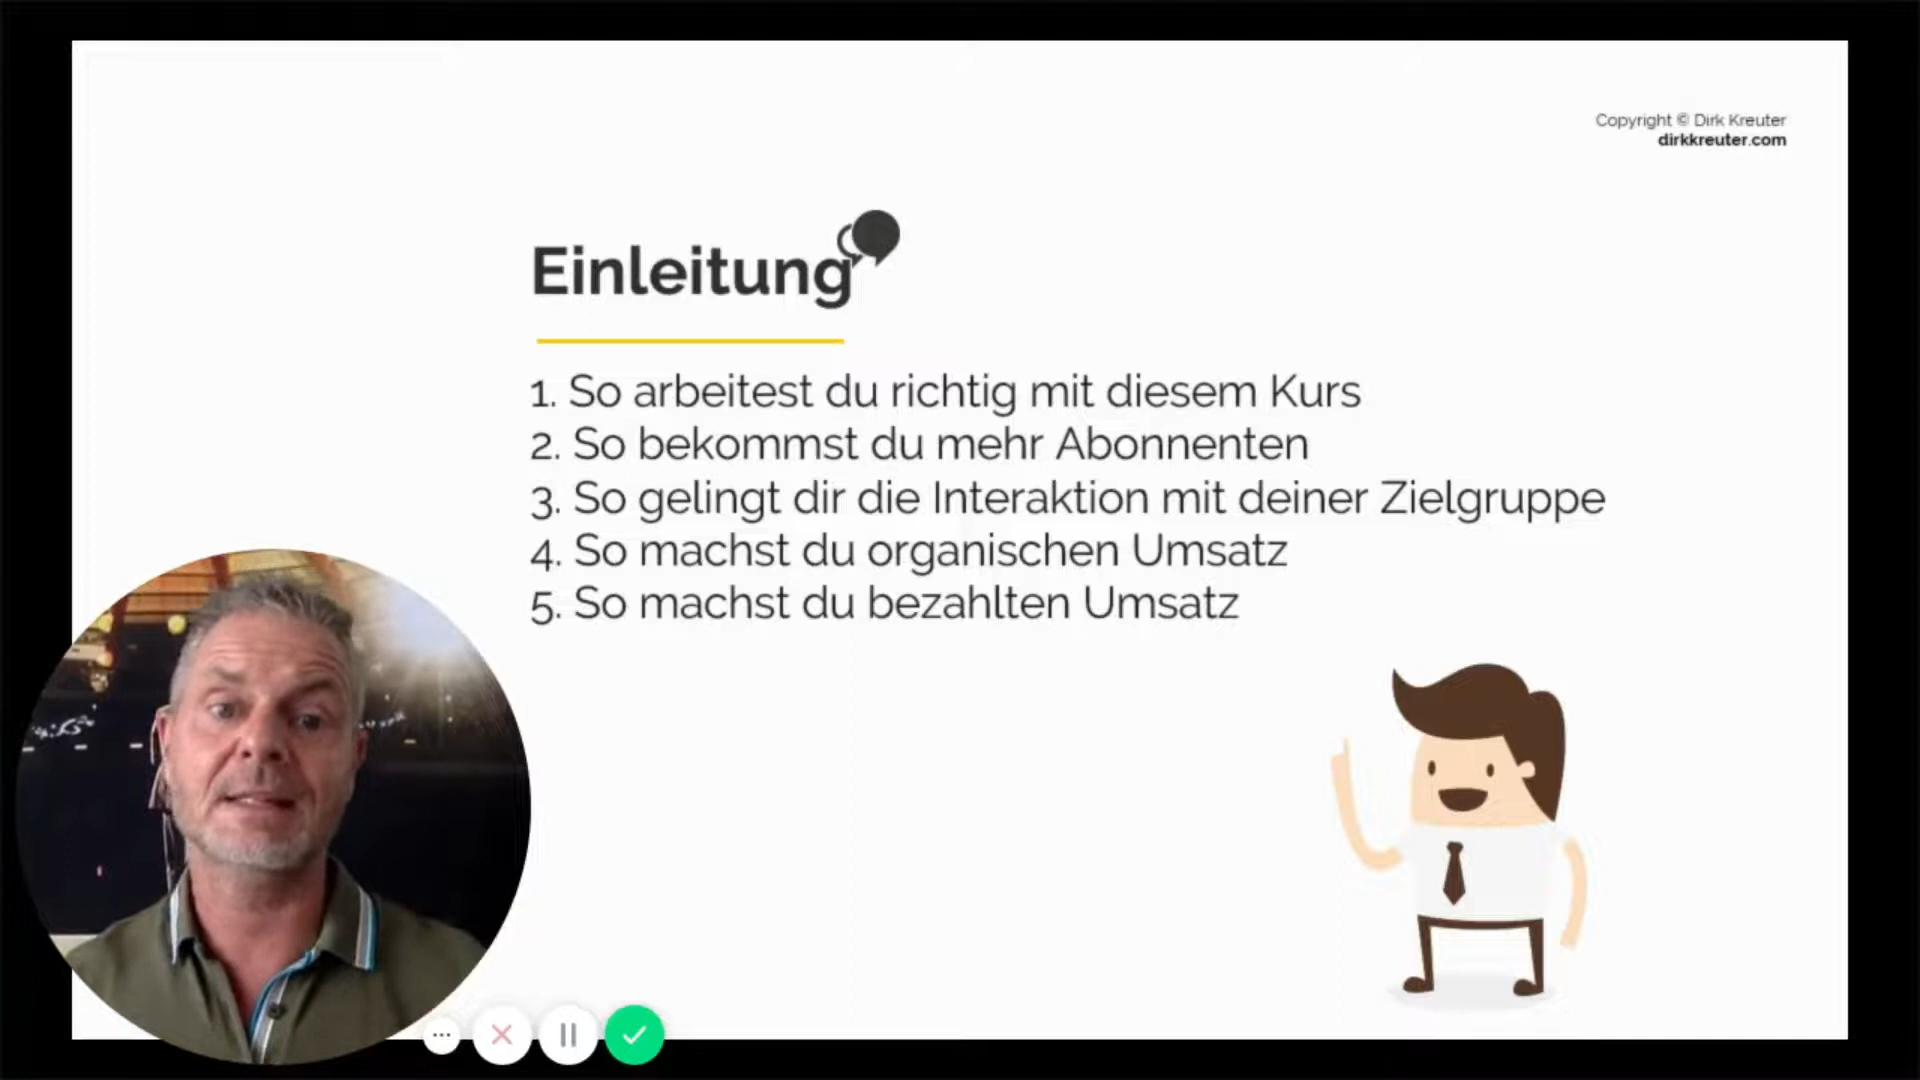 Copyright © Dirk Kreuter
dirkkreuter.com
Einleitung
1. So arbeitest du richtig mit diesem Kurs
2. So bekommst du mehr Abonnenten
3. So gelingt dir die Interaktion mit deiner Zielgruppe
4. So machst du organischen Umsatz
5. So machst du bezahlten Umsatz